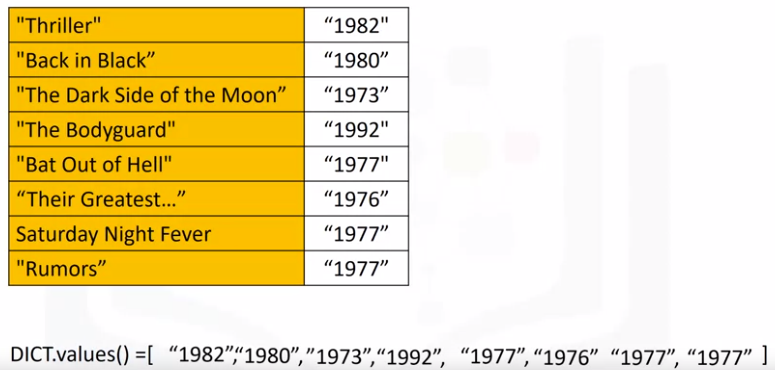 "Thriller" “1982"
"Back in Black” “1980”
"The Dark Side of the Moon” “1973”
"The Bodyguard" “1992"
"Bat Out of Hell" “1977"
“Their Greatest…” “1976”
Saturday Night Fever “1977”
"Rumors” “1977”
DICT.values() =[ “1982”,“1980”,”1973”,“1992”, “1977”,“1976” “1977”, “1977” ]